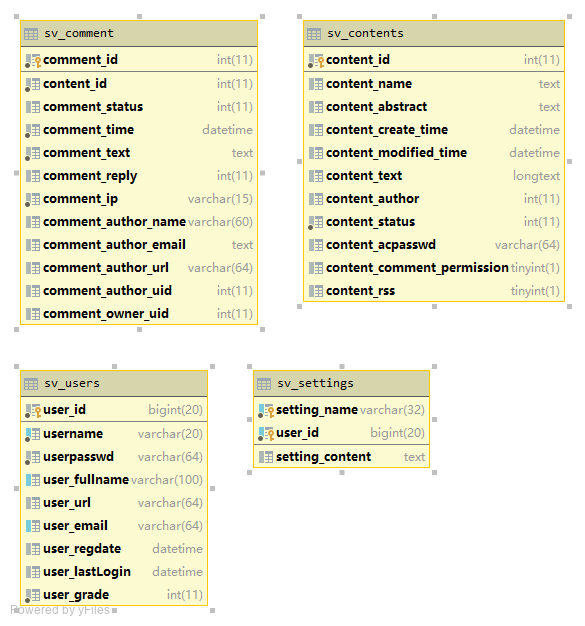 sv_comment
comment_id int(11)
content_id int(11)
comment_status int(11)
comment_time datetime
comment_text text
comment_reply int(11)
comment_ip varchar(15)
comment_author_name varchar(60)
comment_author_email text
comment_author_url varchar(64)
comment_author_uid int(11)
comment_owner_uid int(11)
sv_contents
content_id int(11)
content_name text
content_abstract text
content_create_time datetime
content_modified_time datetime
content_text longtext
content_author int(11)
content_status int(11)
content_acpasswd varchar(64)
content_comment_permission tinyint(1)
content_rss tinyint(1)
sv_users
user_id bigint(20)
username varchar(20)
userpasswd varchar(64)
user_fullname varchar(100)
user_url varchar(64)
user_email varchar(64)
user_regdate datetime
user_lastLogin datetime
user_grade int(11)
sv_settings
setting_name varchar(32)
user_id bigint(20)
setting_content text
Powered by yFiles